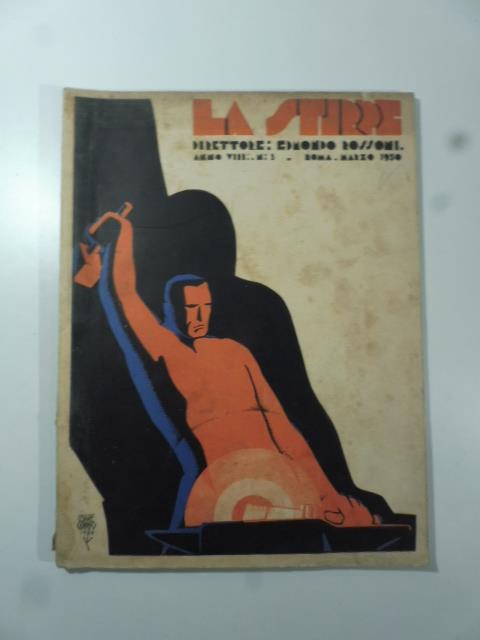 LA STIRPE
DIRETTORE: EDMONDO ROSSONI.
ANNO VIII:. N: 3 - ROMA. MARZO 1930